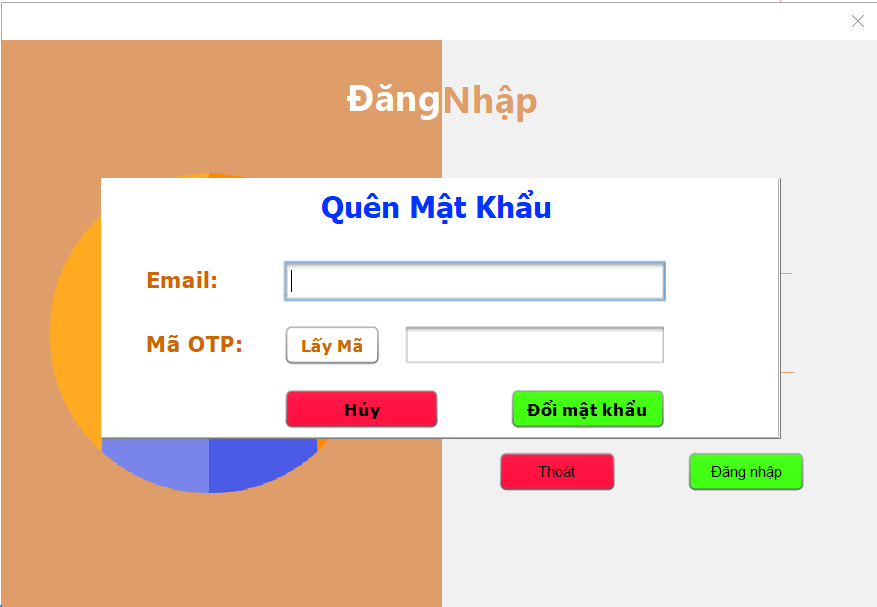 ĐăngNhập
Quên Mật Khẩu
Email:
Mã OTP: Lấy Mã
Hủy Đổi mật khẩu
Thoát Đăng nhập